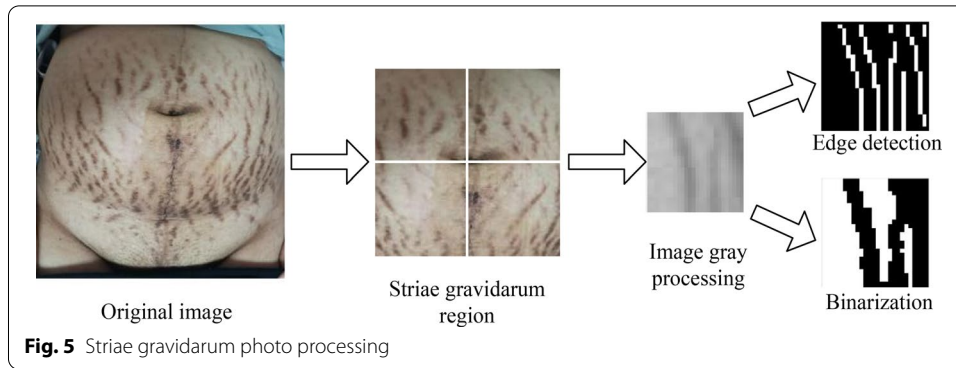 Original image
Striae gravidarum
region
Image gray
processing
Edge detection
Binarization
Fig. 5 Striae gravidarum photo processing